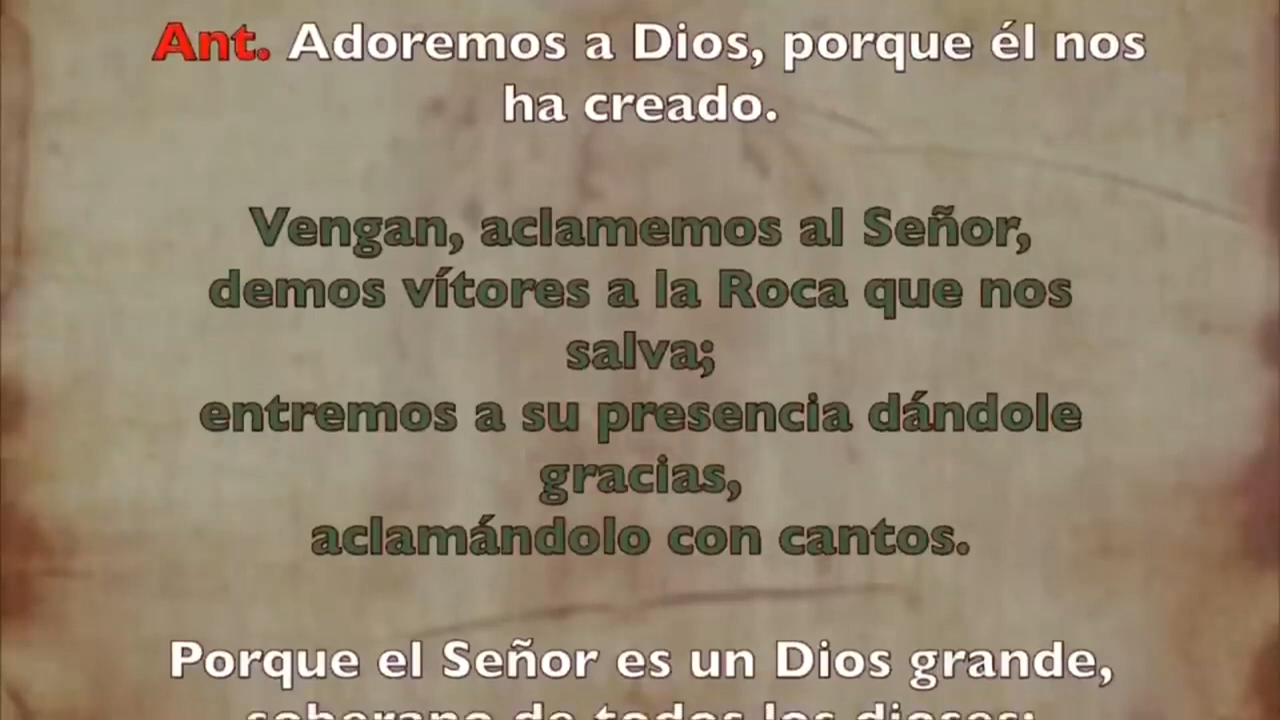 Ant. Adoremos a Dios, porque él nos
ha creado.
Vengan, aclamemos al Señor,
demos vítores a la Roca que nos
salva;
entremos a su presencia dándole
gracias,
aclamándolo con cantos.
Porque el Señor es un Dios grande,
soberano de todos los dioses: